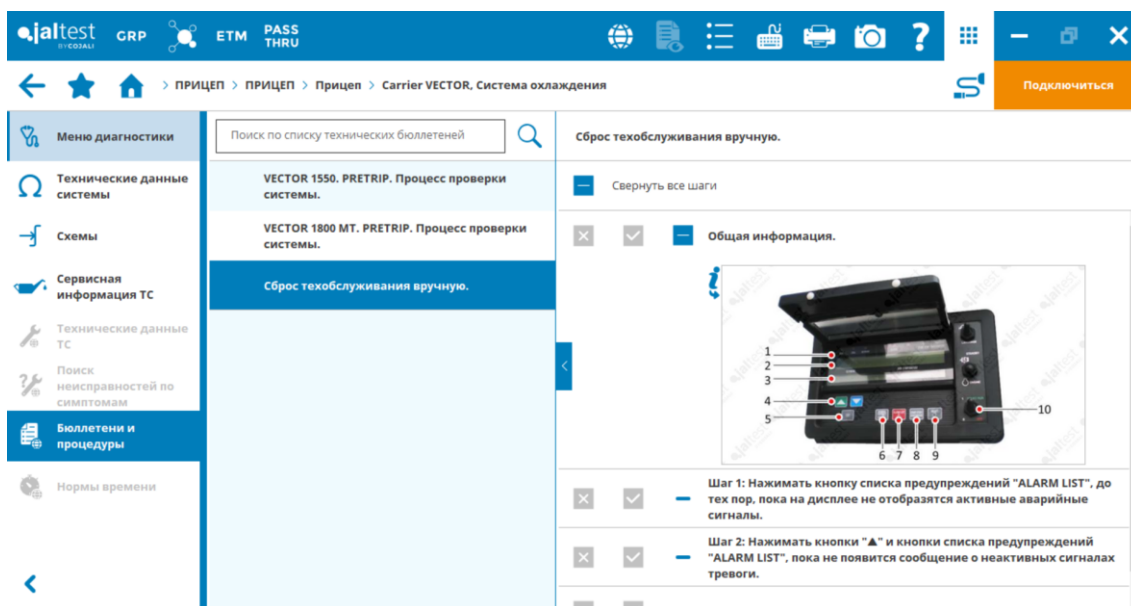 jaltest
BY COJALI
GRP
ETM
PASS
THRU
> ПРИЦЕП > ПРИЦЕП > Прицеп > Carrier VECTOR, Система охлаждения
Подключиться
Меню диагностики
Технические данные
системы
Схемы
Сервисная
информация ТС
Технические данные
ТС
Поиск
неисправностей по
симптомам
Бюллетени и
процедуры
Нормы времени
Поиск по списку технических бюллетеней
VECTOR 1550. PRETRIP. Процесс проверки
системы.
VECTOR 1800 MT. PRETRIP. Процесс проверки
системы.
Сброс техобслуживания вручную.
Сброс техобслуживания вручную.
Свернуть все шаги
Общая информация.
1
2
3
4
5
6 7 8 9
10
Шаг 1: Нажимать кнопку списка предупреждений "ALARM LIST", до
тех пор, пока на дисплее не отобразятся активные аварийные
сигналы.
Шаг 2: Нажимать кнопки "▲" и кнопки списка предупреждений
"ALARM LIST", пока не появится сообщение о неактивных сигналах
тревоги.